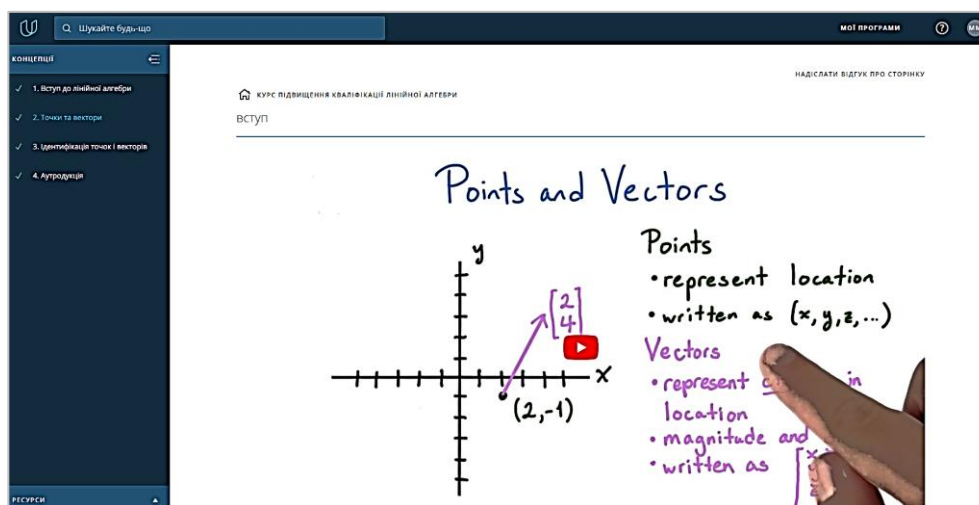 Шукайте будь-що
МОЇ ПРОГРАМИ
?
КОНЦЕПЦІЇ
НАДІСЛАТИ ВІДГУК ПРО СТОРІНКУ
✓ 1. Вступ до лінійної алгебри
КУРС ПІДВИЩЕННЯ КВАЛІФІКАЦІЇ ЛІНІЙНОЇ АЛГЕБРИ
✓ 2. Точки та вектори
ВСТУП
✓ 3. Ідентифікація точок і векторів
✓ 4. Аутродукція
Points and Vectors
y
[2
4]
x
(2,-1)
Points
• represent location
• written as (x, y, z, ...)
Vectors
• represent in
location
• magnitude and
• written as [x
РЕСУРСИ